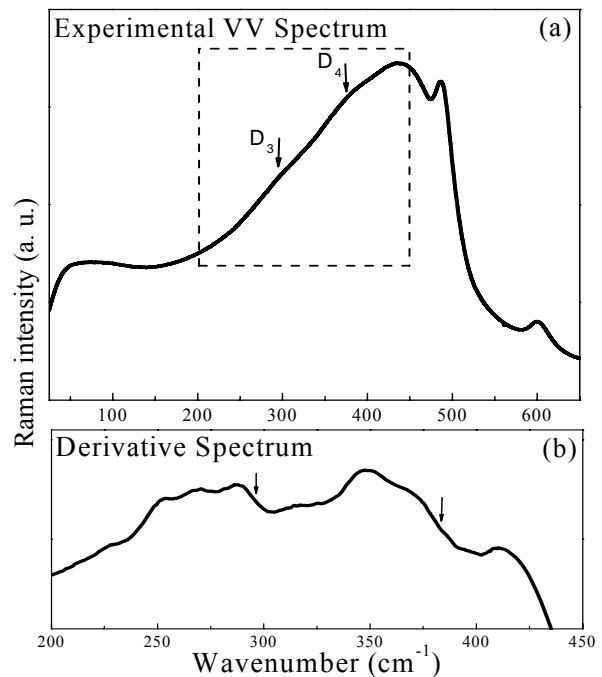 Experimental VV Spectrum (a)
D₄
D₃
Raman intensity (a. u.)
100 200 300 400 500 600
Derivative Spectrum (b)
200 250 300 350 400 450
Wavenumber (cm⁻¹)